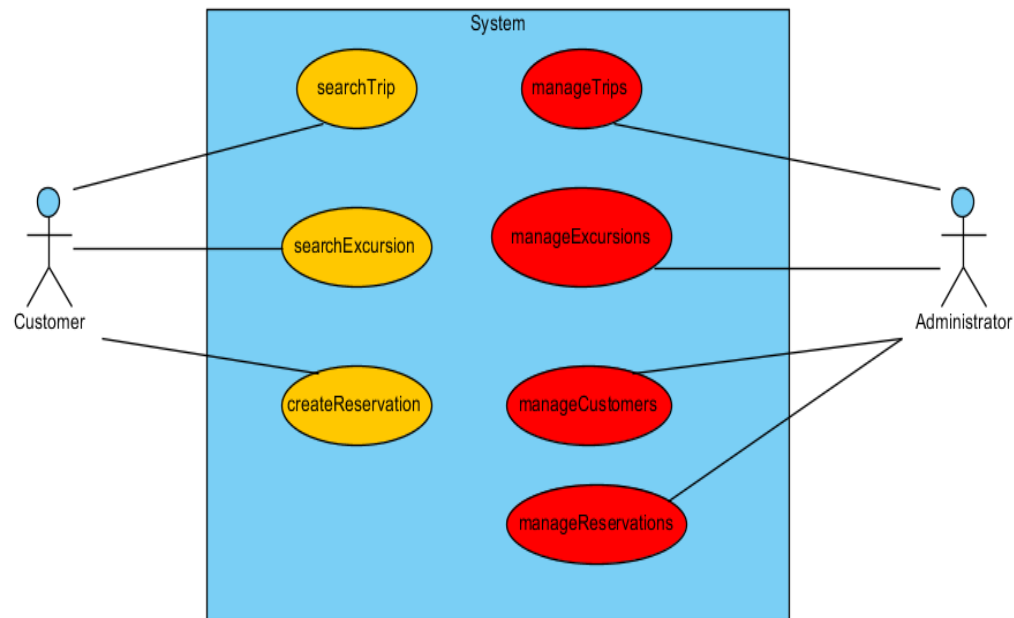 System
searchTrip
manageTrips
searchExcursion
manageExcursions
Customer
Administrator
createReservation
manageCustomers
manageReservations